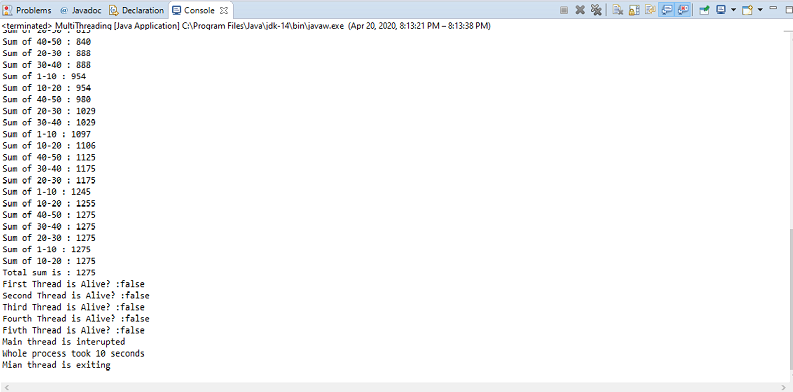 Problems @ Javadoc Declaration Console
<terminated> MultiThreading [Java Application] C:\Program Files\Java\jdk-14\bin\javaw.exe (Apr 20, 2020, 8:13:21 PM – 8:13:38 PM)
Sum of 20-30 : 815
Sum of 40-50 : 840
Sum of 20-30 : 888
Sum of 30-40 : 888
Sum of 1-10 : 954
Sum of 10-20 : 954
Sum of 40-50 : 980
Sum of 20-30 : 1029
Sum of 30-40 : 1029
Sum of 1-10 : 1097
Sum of 10-20 : 1106
Sum of 40-50 : 1125
Sum of 30-40 : 1175
Sum of 20-30 : 1175
Sum of 1-10 : 1245
Sum of 10-20 : 1255
Sum of 40-50 : 1275
Sum of 30-40 : 1275
Sum of 20-30 : 1275
Sum of 1-10 : 1275
Sum of 10-20 : 1275
Total sum is : 1275
First Thread is Alive? :false
Second Thread is Alive? :false
Third Thread is Alive? :false
Fourth Thread is Alive? :false
Fivth Thread is Alive? :false
Main thread is interupted
Whole process took 10 seconds
Mian thread is exiting